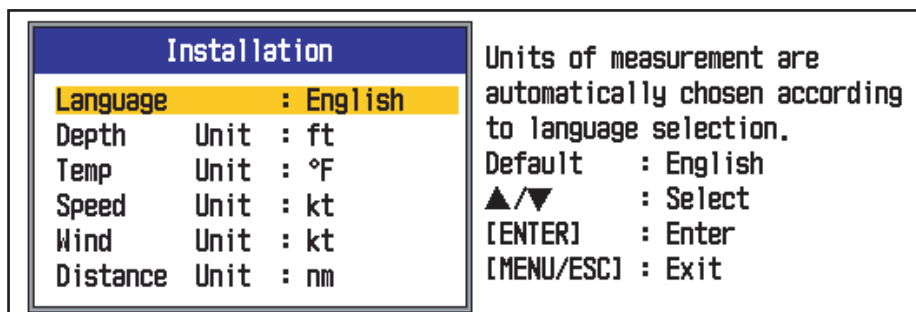 Installation
Language : English
Depth Unit : ft
Temp Unit : °F
Speed Unit : kt
Wind Unit : kt
Distance Unit : nm
Units of measurement are
automatically chosen according
to language selection.
Default : English
▲/▼ : Select
[ENTER] : Enter
[MENU/ESC] : Exit